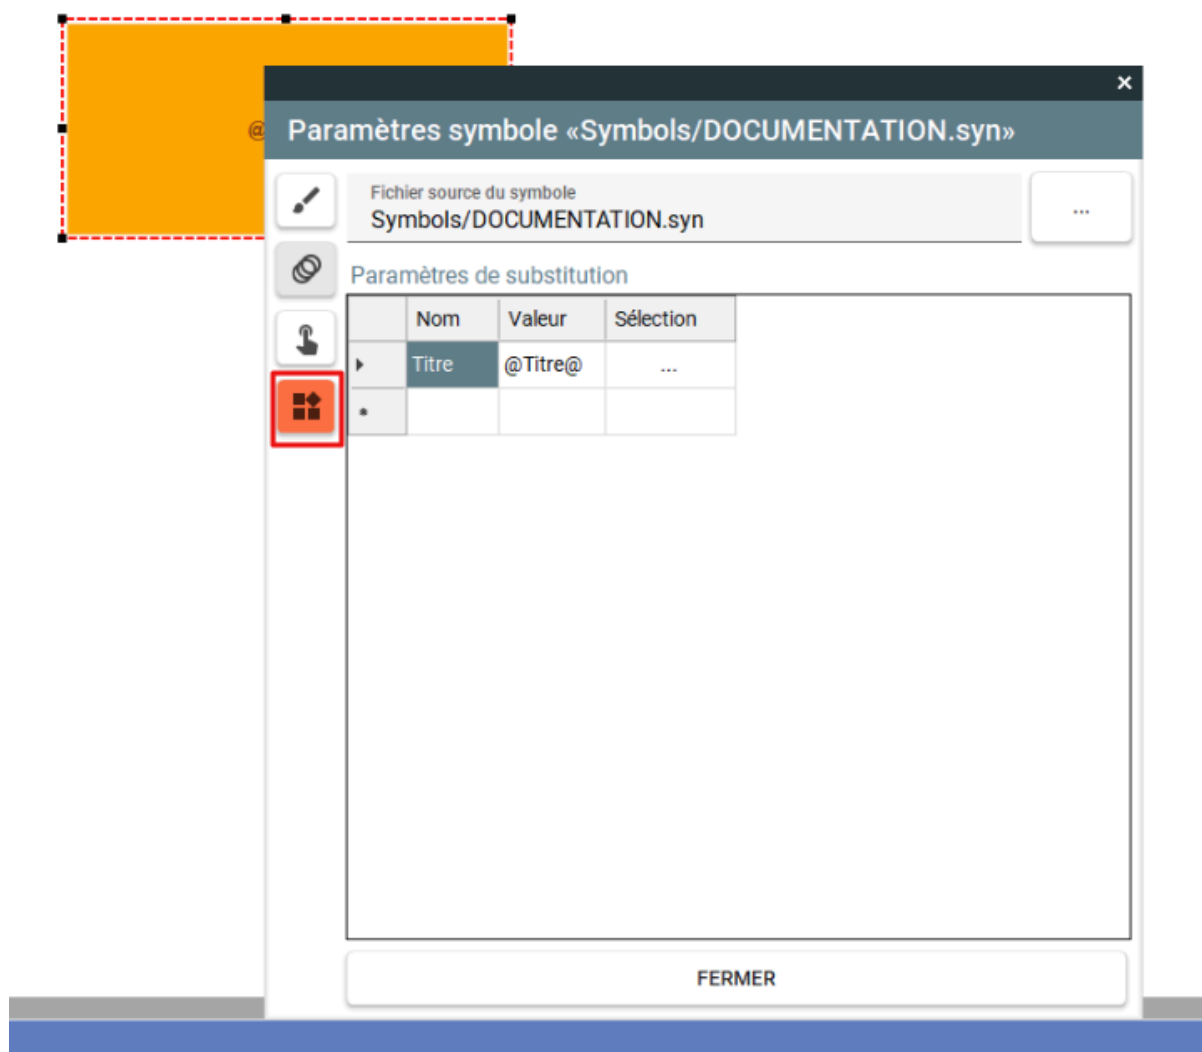 @
Paramètres symbole «Symbols/DOCUMENTATION.syn»
Fichier source du symbole
Symbols/DOCUMENTATION.syn
...
Paramètres de substitution
Nom Valeur Sélection
Titre @Titre@ ...
*
FERMER